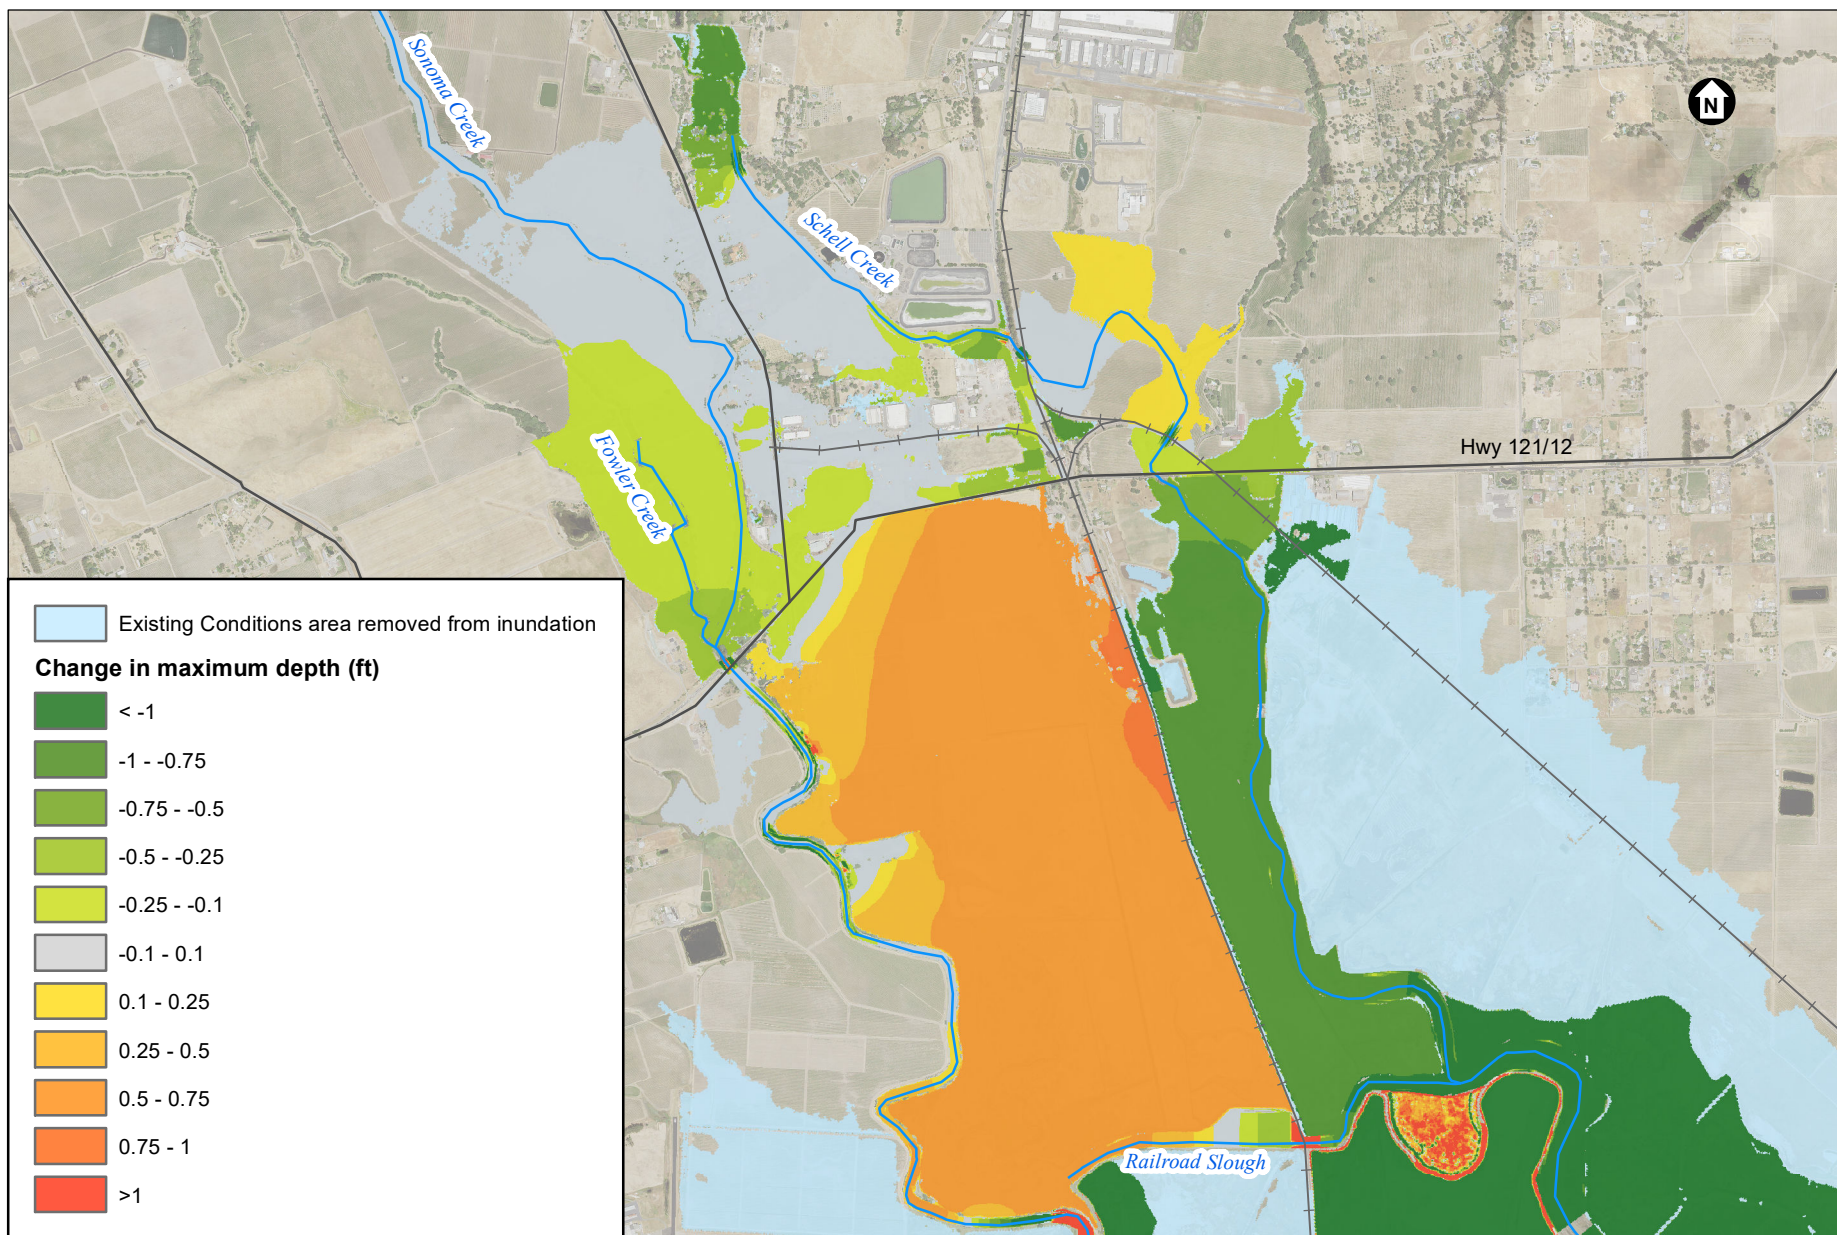 Sonoma Creek
Schell Creek
N
Hwy 121/12
Fowler Creek
Existing Conditions area removed from inundation
Change in maximum depth (ft)
< -1
-1 - -0.75
-0.75 - -0.5
-0.5 - -0.25
-0.25 - -0.1
-0.1 - 0.1
0.1 - 0.25
0.25 - 0.5
0.5 - 0.75
0.75 - 1
>1
Railroad Slough